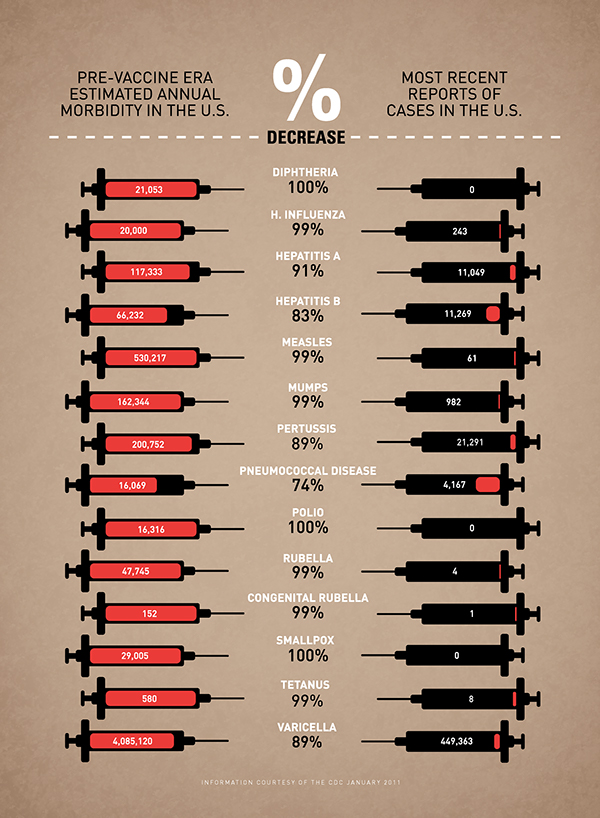 PRE-VACCINE ERA
ESTIMATED ANNUAL
MORBIDITY IN THE U.S.
%
DECREASE
MOST RECENT
REPORTS OF
CASES IN THE U.S.
DIPHTHERIA
21,053 100% 0
H. INFLUENZA
20,000 99% 243
HEPATITIS A
117,333 91% 11,049
HEPATITIS B
66,232 83% 11,269
MEASLES
530,217 99% 61
MUMPS
162,344 99% 982
PERTUSSIS
200,752 89% 21,291
PNEUMOCOCCAL DISEASE
16,069 74% 4,167
POLIO
16,316 100% 0
RUBELLA
47,745 99% 4
CONGENITAL RUBELLA
152 99% 1
SMALLPOX
29,005 100% 0
TETANUS
580 99% 8
VARICELLA
4,085,120 89% 449,363
INFORMATION COURTESY OF THE CDC JANUARY 2011